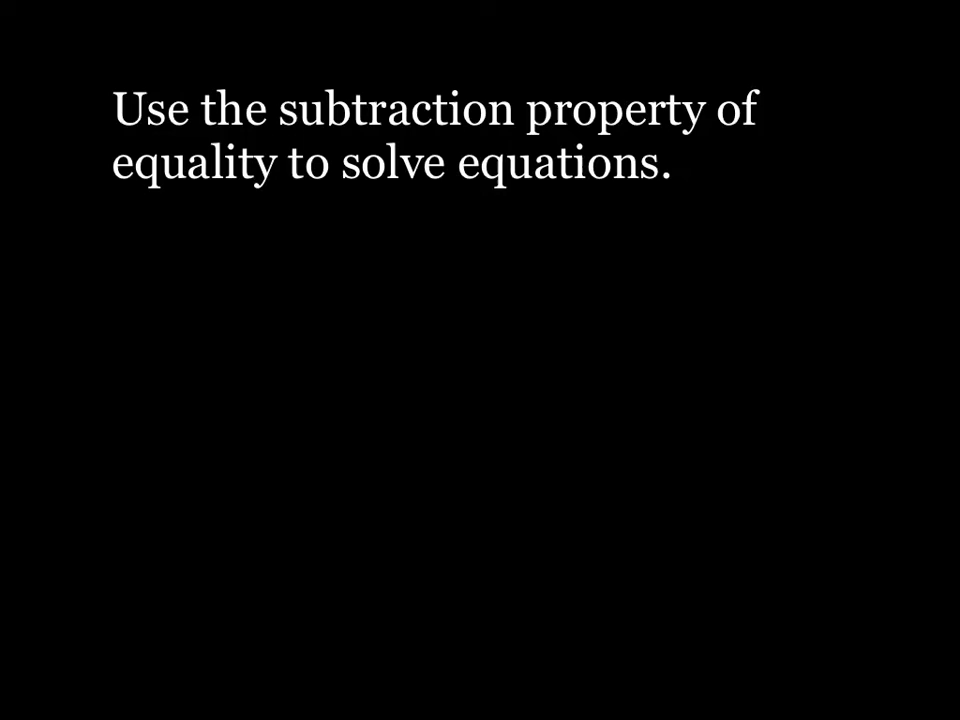 Use the subtraction property of
equality to solve equations.